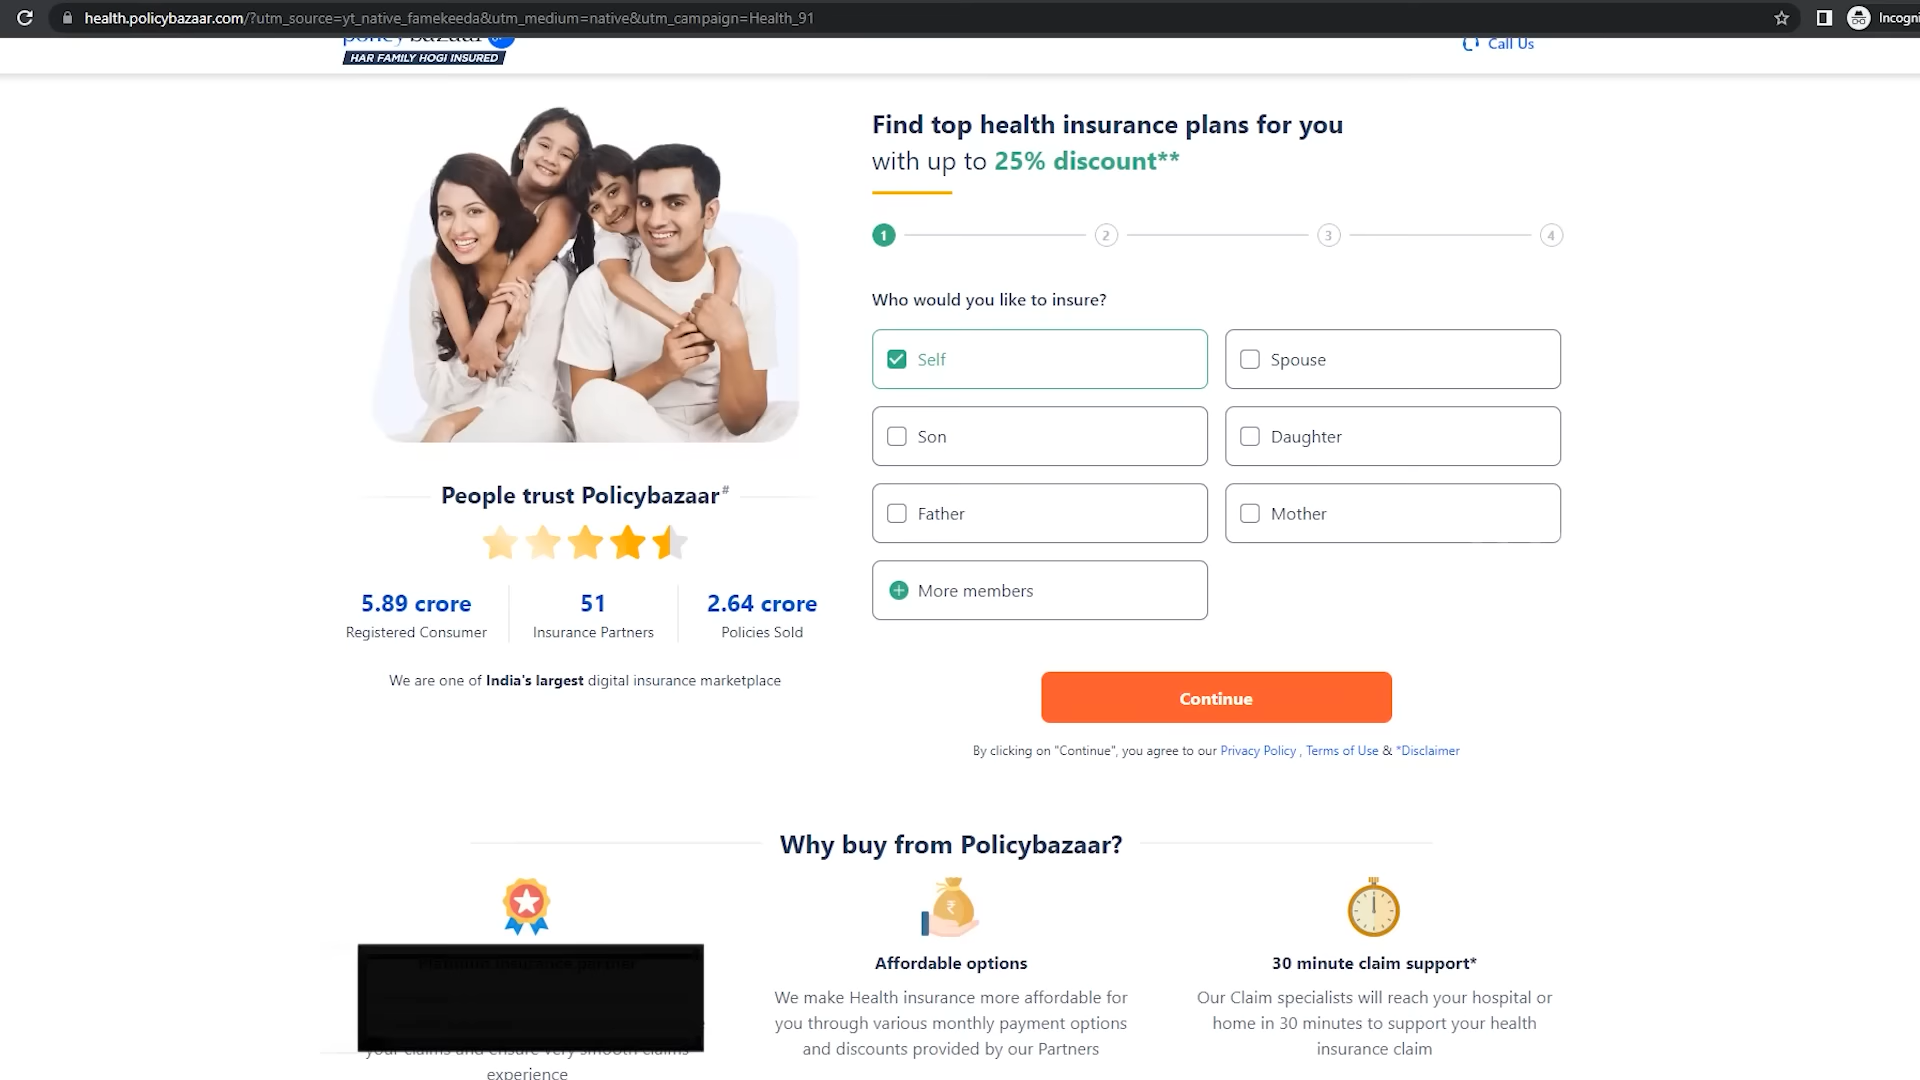 health.policybazaar.com/?utm_source=yt_native_famekeeda&utm_medium=native&utm_campaign=Health_91
HAR FAMILY HOGI INSURED
Call Us
Find top health insurance plans for you
with up to 25% discount**
1
2
3
4
Who would you like to insure?
Self
Spouse
Son
Daughter
Father
Mother
More members
People trust Policybazaar#
5.89 crore
Registered Consumer
51
Insurance Partners
2.64 crore
Policies Sold
We are one of India's largest digital insurance marketplace
Continue
By clicking on "Continue", you agree to our Privacy Policy , Terms of Use & *Disclaimer
Why buy from Policybazaar?
Affordable options
We make Health insurance more affordable for
you through various monthly payment options
and discounts provided by our Partners
30 minute claim support*
Our Claim specialists will reach your hospital or
home in 30 minutes to support your health
insurance claim
your claims and ensure very smooth claims
experience